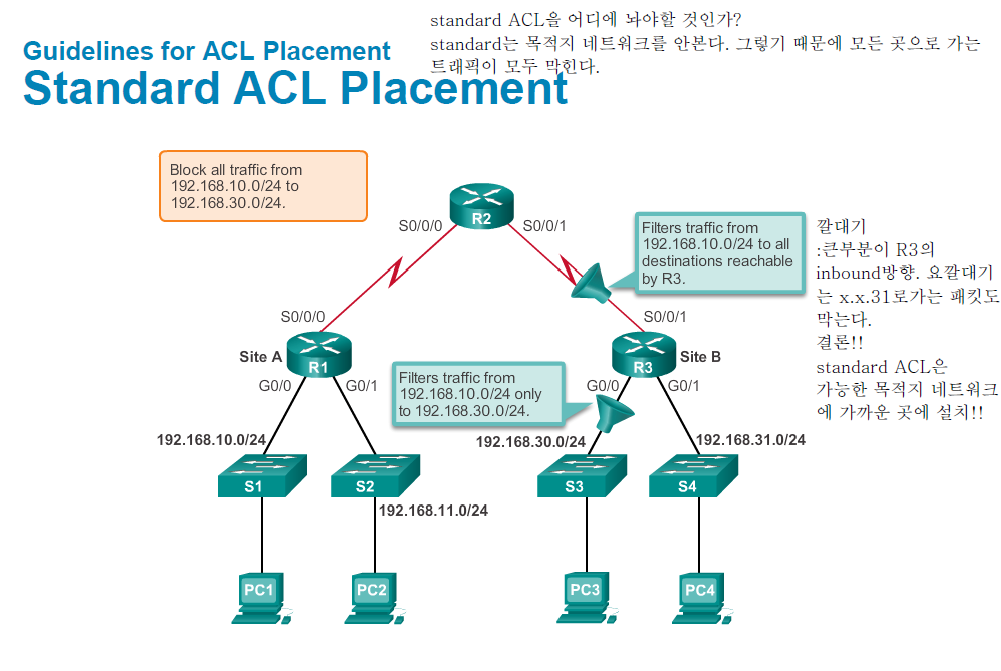 standard ACL을 어디에 놔야할 것인가?
standard는 목적지 네트워크를 안본다. 그렇기 때문에 모든 곳으로 가는
트래픽이 모두 막힌다.
Guidelines for ACL Placement
Standard ACL Placement
Block all traffic from
192.168.10.0/24 to
192.168.30.0/24.
R2
S0/0/0
S0/0/1
Filters traffic from
192.168.10.0/24 to all
destinations reachable
by R3.
깔대기
:큰부분이 R3의
inbound방향. 요깔대기
는 x.x.31로가는 패킷도
막는다.
결론!!
standard ACL은
가능한 목적지 네트워크
에 가까운 곳에 설치!!
S0/0/0
S0/0/1
Site A
R1
R3
Site B
G0/0
G0/1
Filters traffic from
192.168.10.0/24 only
to 192.168.30.0/24.
G0/0
G0/1
192.168.10.0/24
192.168.30.0/24
192.168.31.0/24
S1
S2
S3
S4
192.168.11.0/24
PC1
PC2
PC3
PC4